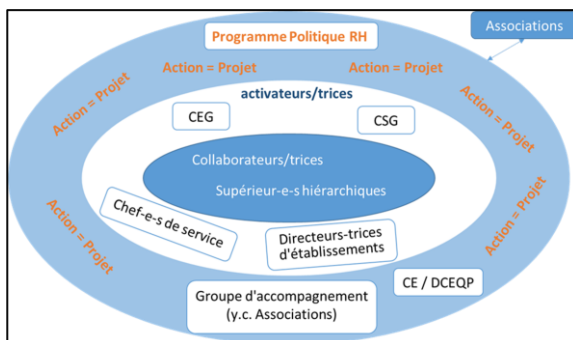 Programme Politique RH
Associations
Action = Projet
Action = Projet
Action = Projet
Action = Projet
activateurs/trices
CEG
CSG
Collaborateurs/trices
Supérieur-e-s hiérarchiques
Chef-e-s de service
Directeurs-trices
d'établissements
Action = Projet
Action = Projet
CE / DCEQP
Groupe d'accompagnement
(y.c. Associations)